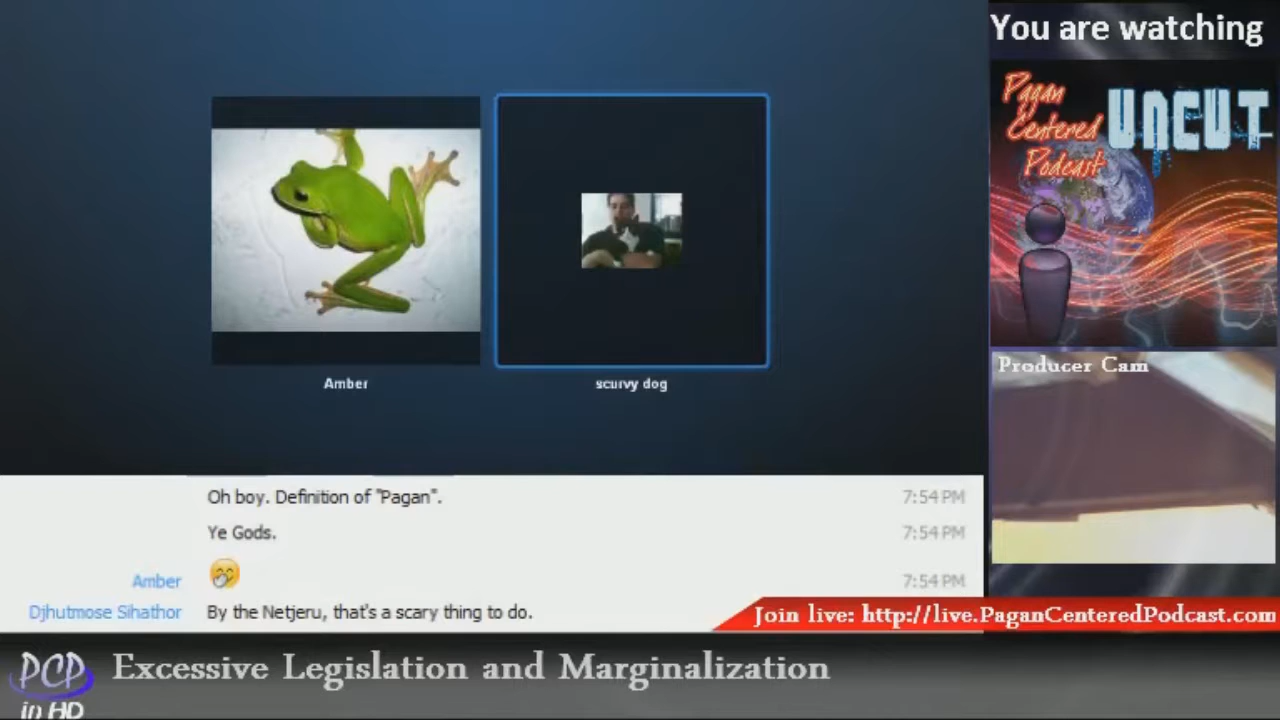 You are watching
Pagan
Centered
Podcast
UNCUT
Producer Cam
Amber
scurvy dog
Oh boy. Definition of "Pagan". 7:54 PM
Ye Gods. 7:54 PM
Amber 7:54 PM
Djhutmose Sihathor By the Netjeru, that's a scary thing to do.
Join live: http://live.PaganCenteredPodcast.com
PCP
in HD
Excessive Legislation and Marginalization